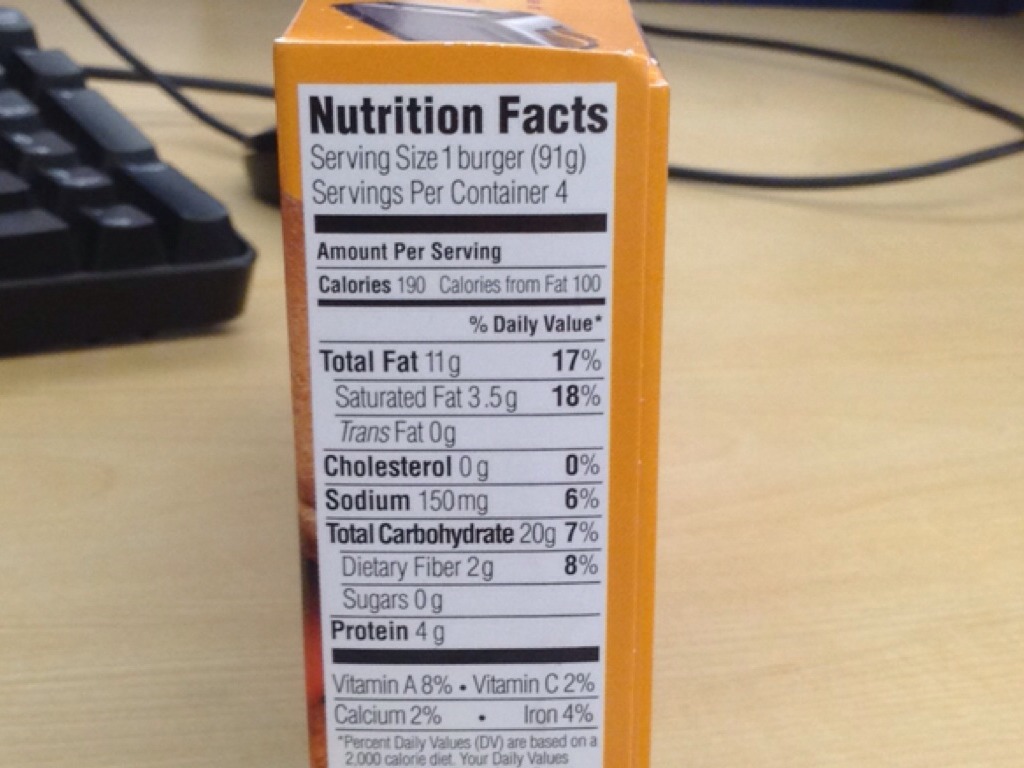 Nutrition Facts
Serving Size 1 burger (91g)
Servings Per Container 4
Amount Per Serving
Calories 190 Calories from Fat 100
% Daily Value*
Total Fat 11g 17%
Saturated Fat 3.5g 18%
Trans Fat 0g
Cholesterol 0g 0%
Sodium 150mg 6%
Total Carbohydrate 20g 7%
Dietary Fiber 2g 8%
Sugars 0g
Protein 4g
Vitamin A 8% • Vitamin C 2%
Calcium 2% • Iron 4%
*Percent Daily Values (DV) are based on a
2,000 calorie diet. Your Daily Values